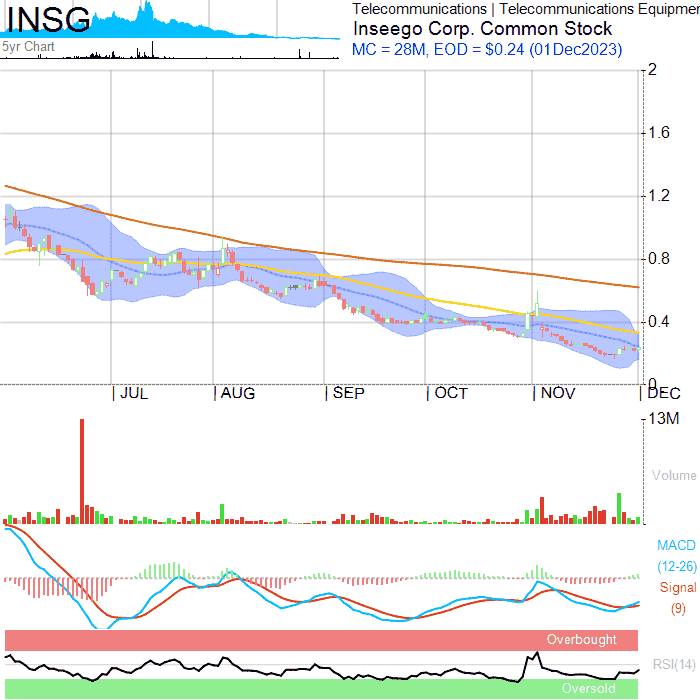 INSG
5yr Chart
Telecommunications | Telecommunications Equipmen
Inseego Corp. Common Stock
MC = 28M, EOD = $0.24 (01Dec2023)
2
1.6
1.2
0.8
0.4
0
JUL AUG SEP OCT NOV DEC
13M
Volume
MACD
(12-26)
Signal
(9)
Overbought
RSI(14)
Oversold